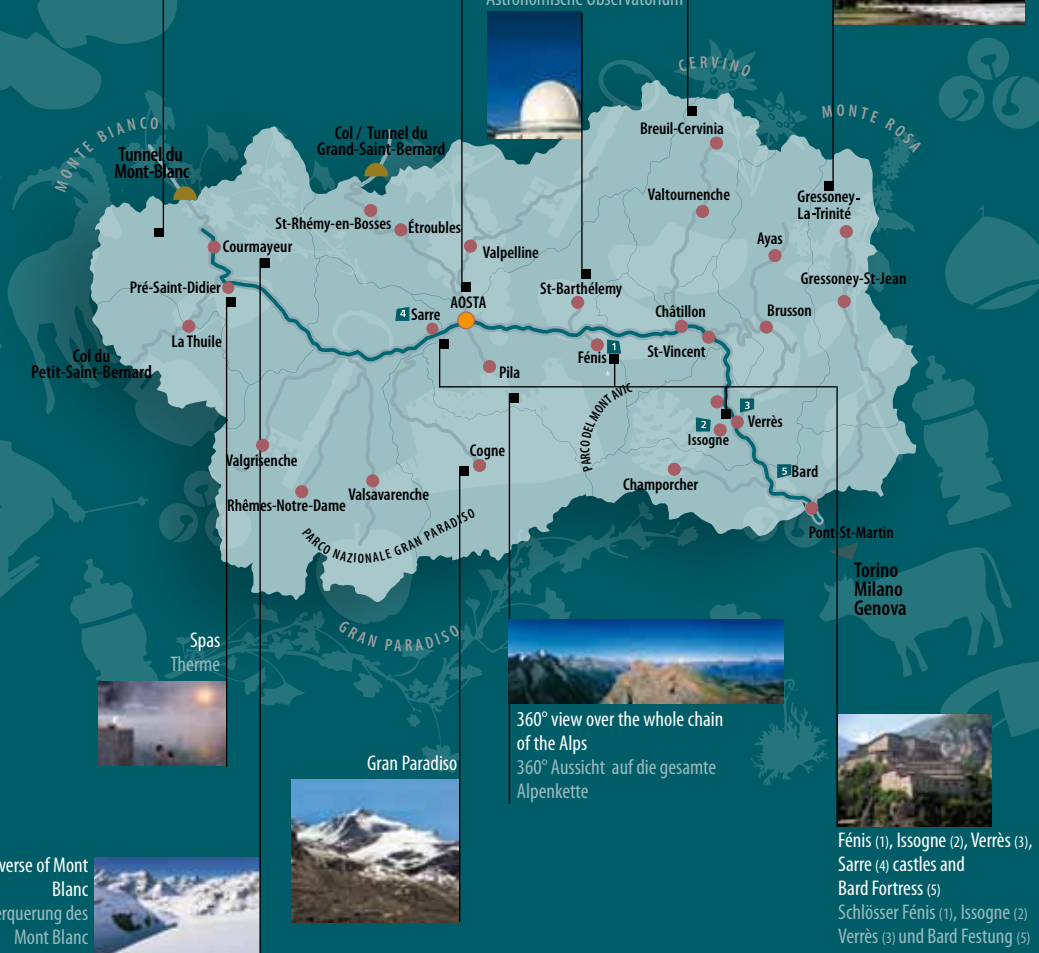 Astronomische Observatorium
CERVINO
MONTE BIANCO
MONTE ROSA
Col / Tunnel du
Grand-Saint-Bernard
Tunnel du
Mont-Blanc
Breuil-Cervinia
Valtournenche
Gressoney-
La-Trinité
St-Rhémy-en-Bosses
Étroubles
Courmayeur
Valpelline
Ayas
Gressoney-St-Jean
Pré-Saint-Didier
St-Barthélemy
AOSTA
4 Sarre
Châtillon
Brusson
La Thuile
Col du
Petit-Saint-Bernard
Fénis 1
St-Vincent
Pila
PARCO DEL MONT AVIC
3
Verrès
2
Issogne
Cogne
Valgrisenche
Rhêmes-Notre-Dame
Valsavarenche
Champorcher
5 Bard
PARCO NAZIONALE GRAN PARADISO
Pont-St-Martin
Torino
Milano
Genova
GRAN PARADISO
Spas
Therme
360° view over the whole chain
of the Alps
360° Aussicht auf die gesamte
Alpenkette
Gran Paradiso
Fénis (1), Issogne (2), Verrès (3),
Sarre (4) castles and
Bard Fortress (5)
Schlösser Fénis (1), Issogne (2)
Verrès (3) und Bard Festung (5)
verse of Mont
Blanc
erquerung des
Mont Blanc